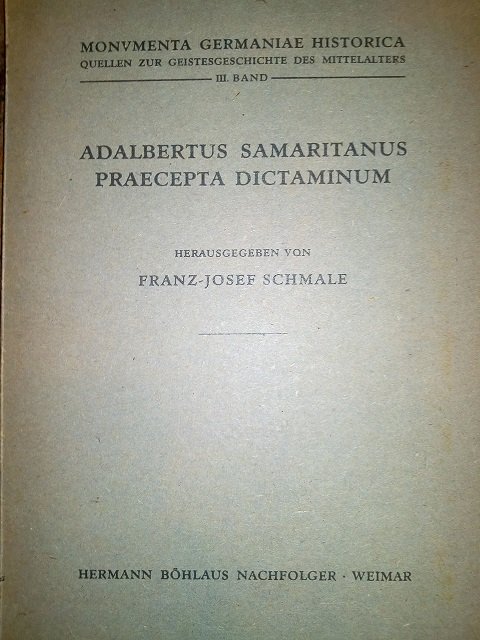 MONVMENTA GERMANIAE HISTORICA
QUELLEN ZUR GEISTESGESCHICHTE DES MITTELALTERS
III. BAND
ADALBERTUS SAMARITANUS
PRAECEPTA DICTAMINUM
HERAUSGEGEBEN VON
FRANZ-JOSEF SCHMALE
HERMANN BÖHLAUS NACHFOLGER · WEIMAR